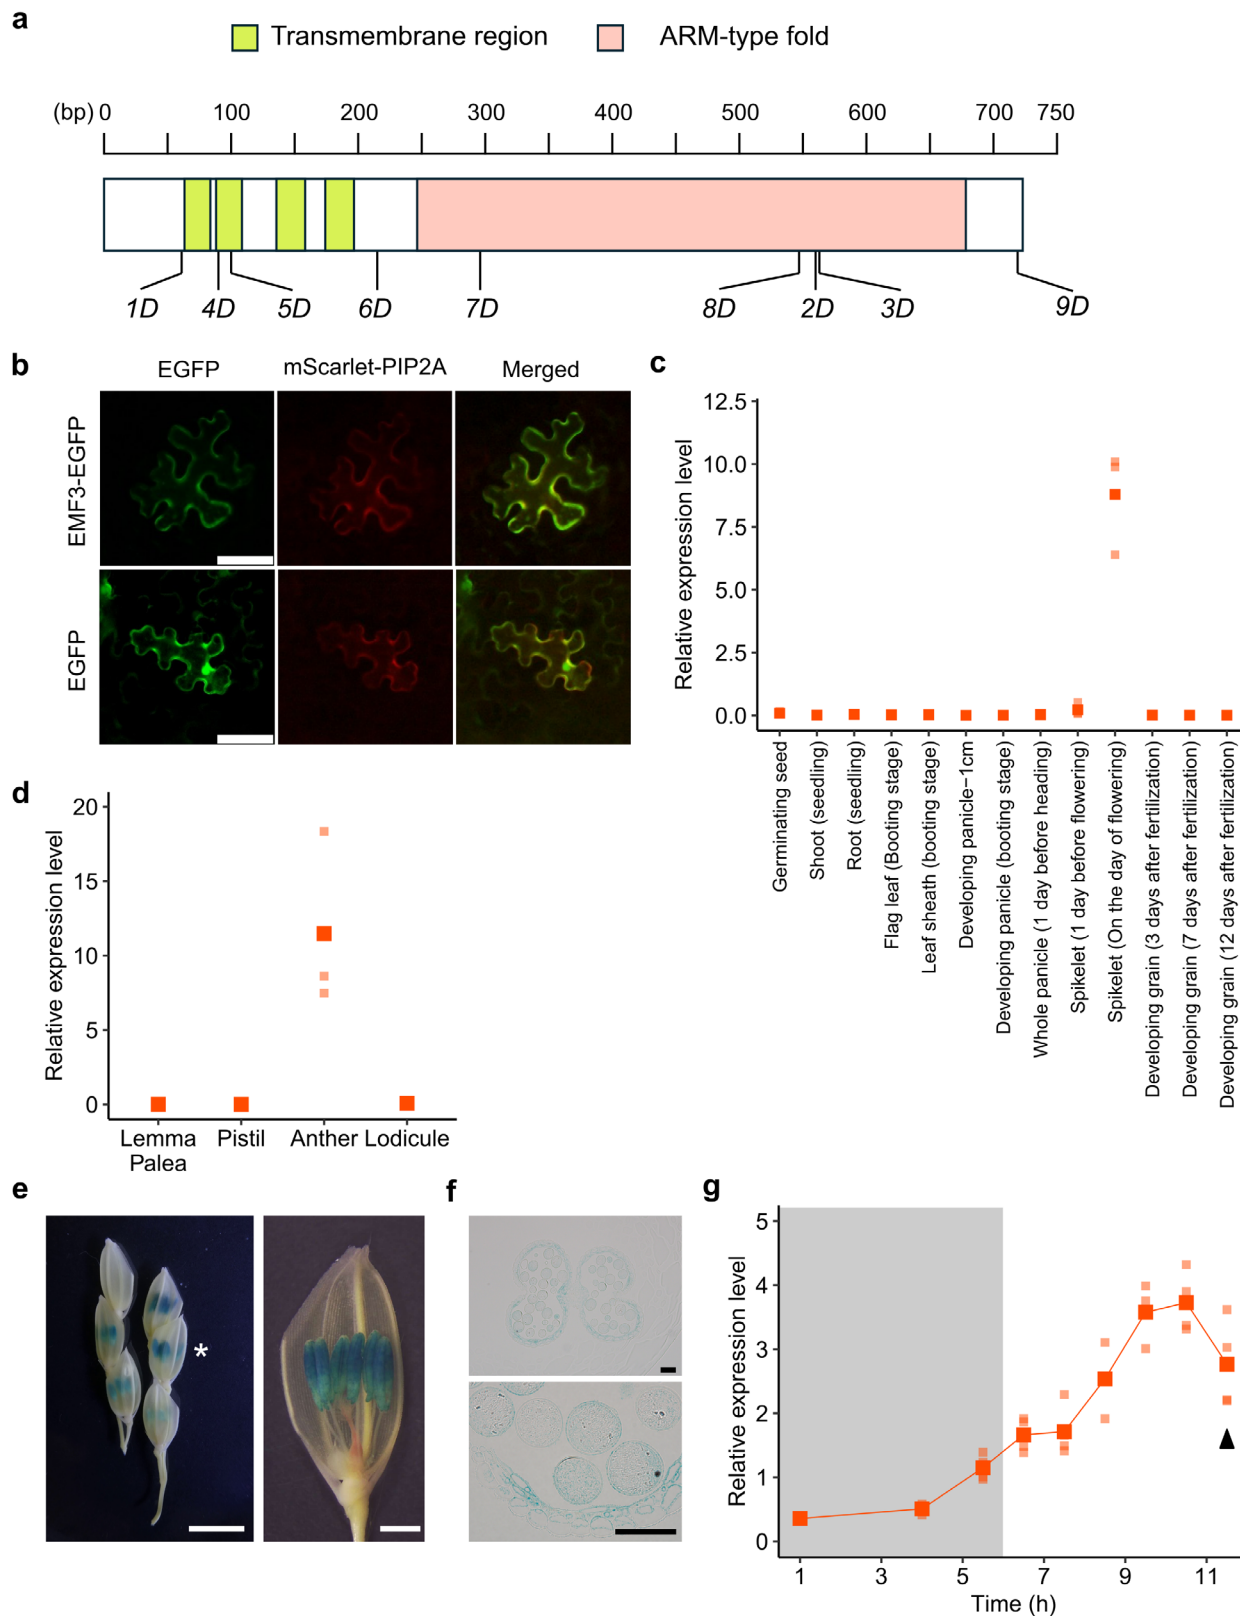 a
Transmembrane region
ARM-type fold
(bp) 0 100 200 300 400 500 600 700 750
1D 4D 5D 6D 7D 8D 2D 3D 9D
b
EGFP mScarlet-PIP2A Merged
EMF3-EGFP
EGFP
c
Relative expression level
12.5
10.0
7.5
5.0
2.5
0.0
Germinating seed
Shoot (seedling)
Root (seedling)
Flag leaf (Booting stage)
Leaf sheath (booting stage)
Developing panicle−1cm
Developing panicle (booting stage)
Whole panicle (1 day before heading)
Spikelet (1 day before flowering)
Spikelet (On the day of flowering)
Developing grain (3 days after fertilization)
Developing grain (7 days after fertilization)
Developing grain (12 days after fertilization)
d
Relative expression level
20
15
10
5
0
Lemma Pistil Anther Lodicule
Palea
e
*
f
g
Relative expression level
5
4
3
2
1
0
1 3 5 7 9 11
Time (h)